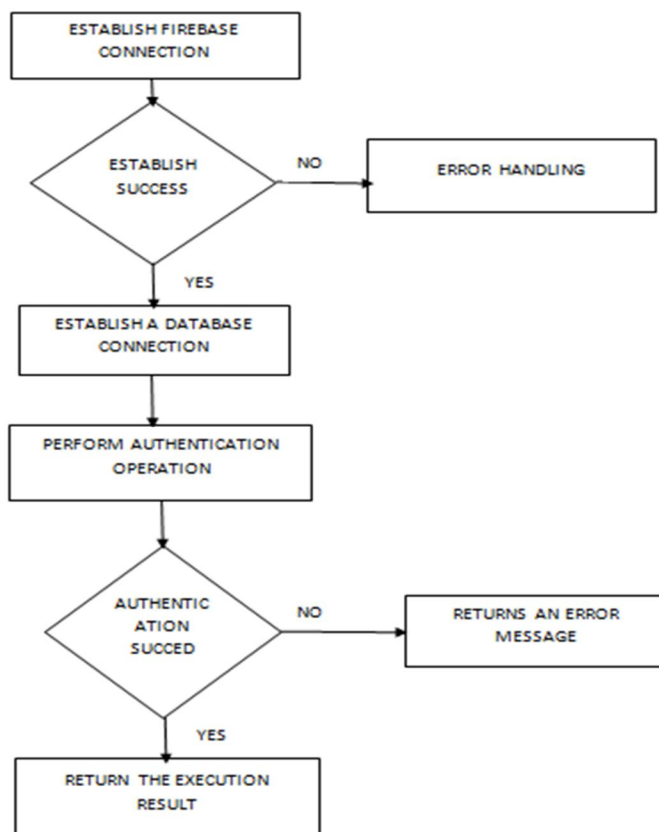 ESTABLISH FIREBASE
CONNECTION
ESTABLISH
SUCCESS
NO
ERROR HANDLING
YES
ESTABLISH A DATABASE
CONNECTION
PERFORM AUTHENTICATION
OPERATION
AUTHENTIC
ATION
SUCCED
NO
RETURNS AN ERROR
MESSAGE
YES
RETURN THE EXECUTION
RESULT